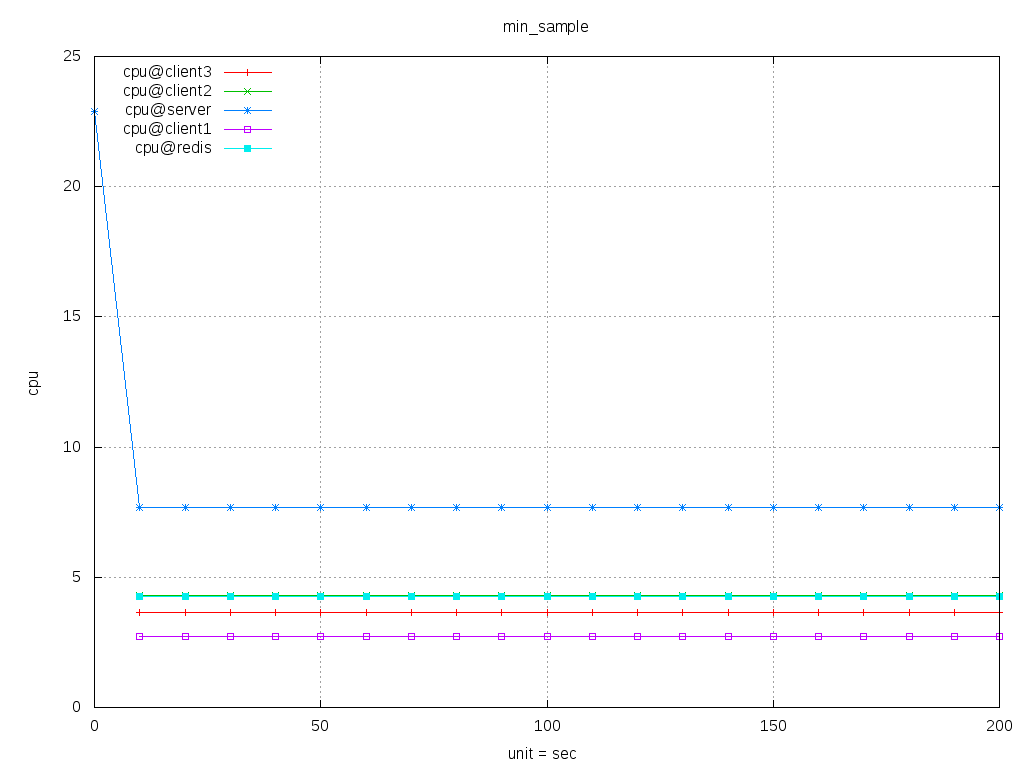 min_sample
25
20
15
10
5
0
cpu
cpu@client3
cpu@client2
cpu@server
cpu@client1
cpu@redis
0 50 100 150 200
unit = sec